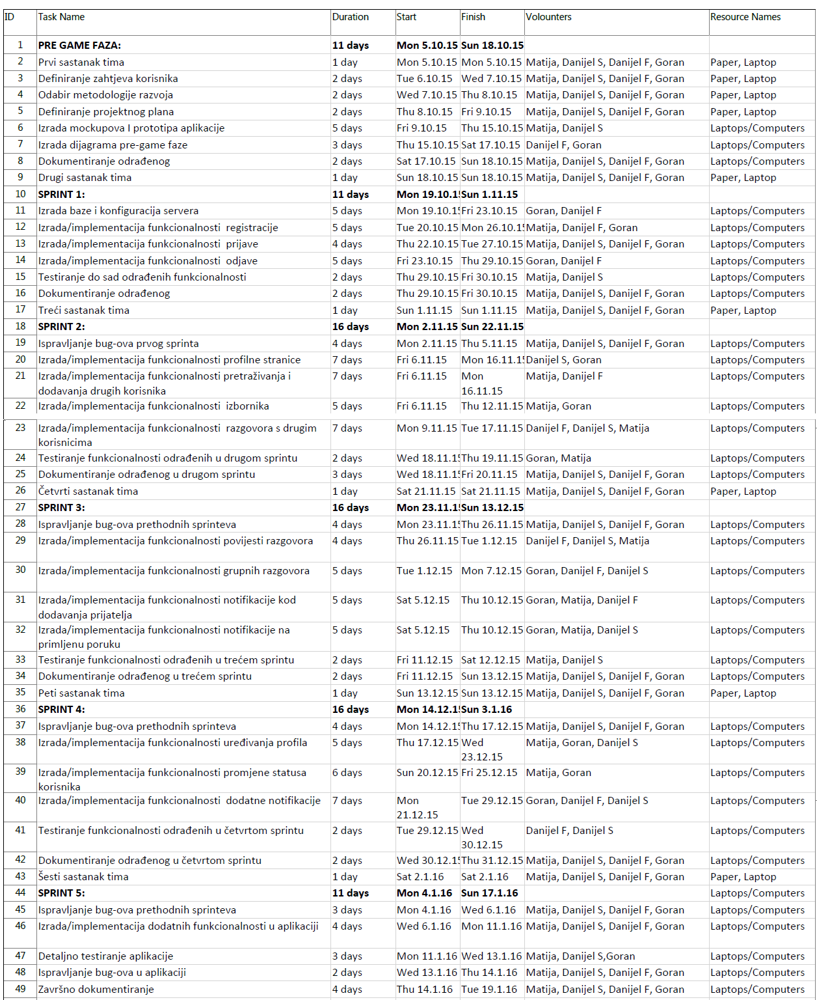 ID Task Name Duration Start Finish Volounters Resource Names
1 PRE GAME FAZA: 11 days Mon 5.10.15 Sun 18.10.15
2 Prvi sastanak tima 1 day Mon 5.10.15 Mon 5.10.15 Matija, Danijel S, Danijel F, Goran Paper, Laptop
3 Definiranje zahtjeva korisnika 2 days Tue 6.10.15 Wed 7.10.15 Matija, Danijel S, Danijel F, Goran Paper, Laptop
4 Odabir metodologije razvoja 2 days Wed 7.10.15 Thu 8.10.15 Matija, Danijel S, Danijel F, Goran Paper, Laptop
5 Definiranje projektnog plana 2 days Thu 8.10.15 Fri 9.10.15 Matija, Danijel S, Danijel F, Goran Paper, Laptop
6 Izrada mockupova I prototipa aplikacije 5 days Fri 9.10.15 Thu 15.10.15 Matija, Danijel S Laptops/Computers
7 Izrada dijagrama pre-game faze 3 days Thu 15.10.15 Sat 17.10.15 Danijel F, Goran Laptops/Computers
8 Dokumentiranje odrađenog 2 days Sat 17.10.15 Sun 18.10.15 Matija, Danijel S, Danijel F, Goran Laptops/Computers
9 Drugi sastanak tima 1 day Sun 18.10.15 Sun 18.10.15 Matija, Danijel S, Danijel F, Goran Paper, Laptop
10 SPRINT 1: 11 days Mon 19.10.15 Sun 1.11.15
11 Izrada baze i konfiguracija servera 5 days Mon 19.10.15 Fri 23.10.15 Goran, Danijel F Laptops/Computers
12 Izrada/implementacija funkcionalnosti registracije 5 days Tue 20.10.15 Mon 26.10.15 Matija, Danijel F, Goran Laptops/Computers
13 Izrada/implementacija funkcionalnosti prijave 4 days Thu 22.10.15 Tue 27.10.15 Matija, Danijel S, Danijel F, Goran Laptops/Computers
14 Izrada/implementacija funkcionalnosti odjave 5 days Fri 23.10.15 Thu 29.10.15 Goran, Danijel F Laptops/Computers
15 Testiranje do sad odrađenih funkcionalnosti 2 days Thu 29.10.15 Fri 30.10.15 Matija, Danijel S Laptops/Computers
16 Dokumentiranje odrađenog 2 days Thu 29.10.15 Fri 30.10.15 Matija, Danijel S, Danijel F, Goran Laptops/Computers
17 Treći sastanak tima 1 day Sun 1.11.15 Sun 1.11.15 Matija, Danijel S, Danijel F, Goran Paper, Laptop
18 SPRINT 2: 16 days Mon 2.11.15 Sun 22.11.15
19 Ispravljanje bug-ova prvog sprinta 4 days Mon 2.11.15 Thu 5.11.15 Matija, Danijel S, Danijel F, Goran Laptops/Computers
20 Izrada/implementacija funkcionalnosti profilne stranice 7 days Fri 6.11.15 Mon 16.11.15 Danijel S, Goran Laptops/Computers
21 Izrada/implementacija funkcionalnosti pretraživanja i 7 days Fri 6.11.15 Mon Matija, Danijel F Laptops/Computers
dodavanja drugih korisnika 16.11.15
22 Izrada/implementacija funkcionalnosti izbornika 5 days Fri 6.11.15 Thu 12.11.15 Matija, Goran Laptops/Computers
23 Izrada/implementacija funkcionalnosti razgovora s drugim 7 days Mon 9.11.15 Tue 17.11.15 Danijel F, Danijel S, Matija Laptops/Computers
korisnicima
24 Testiranje funkcionalnosti odrađenih u drugom sprintu 2 days Wed 18.11.15 Thu 19.11.15 Goran, Matija Laptops/Computers
25 Dokumentiranje odrađenog u drugom sprintu 3 days Wed 18.11.15 Fri 20.11.15 Matija, Danijel S, Danijel F, Goran Laptops/Computers
26 Četvrti sastanak tima 1 day Sat 21.11.15 Sat 21.11.15 Matija, Danijel S, Danijel F, Goran Paper, Laptop
27 SPRINT 3: 16 days Mon 23.11.15 Sun 13.12.15
28 Ispravljanje bug-ova prethodnih sprinteva 4 days Mon 23.11.15 Thu 26.11.15 Matija, Danijel S, Danijel F, Goran Laptops/Computers
29 Izrada/implementacija funkcionalnosti povijesti razgovora 4 days Thu 26.11.15 Tue 1.12.15 Danijel F, Danijel S, Matija Laptops/Computers
30 Izrada/implementacija funkcionalnosti grupnih razgovora 5 days Tue 1.12.15 Mon 7.12.15 Goran, Danijel F, Danijel S Laptops/Computers
31 Izrada/implementacija funkcionalnosti notifikacije kod 5 days Sat 5.12.15 Thu 10.12.15 Goran, Matija, Danijel F Laptops/Computers
dodavanja prijatelja
32 Izrada/implementacija funkcionalnosti notifikacije na 5 days Sat 5.12.15 Thu 10.12.15 Goran, Matija, Danijel S Laptops/Computers
primljenu poruku
33 Testiranje funkcionalnosti odrađenih u trećem sprintu 2 days Fri 11.12.15 Sat 12.12.15 Matija, Danijel S Laptops/Computers
34 Dokumentiranje odrađenog u trećem sprintu 2 days Fri 11.12.15 Sun 13.12.15 Matija, Danijel S, Danijel F, Goran Laptops/Computers
35 Peti sastanak tima 1 day Sun 13.12.15 Sun 13.12.15 Matija, Danijel S, Danijel F, Goran Paper, Laptop
36 SPRINT 4: 16 days Mon 14.12.15 Sun 3.1.16
37 Ispravljanje bug-ova prethodnih sprinteva 4 days Mon 14.12.15 Thu 17.12.15 Matija, Danijel S, Danijel F, Goran Laptops/Computers
38 Izrada/implementacija funkcionalnosti uređivanja profila 5 days Thu 17.12.15 Wed Matija, Goran, Danijel S Laptops/Computers
23.12.15
39 Izrada/implementacija funkcionalnosti promjene statusa 6 days Sun 20.12.15 Fri 25.12.15 Matija, Goran Laptops/Computers
korisnika
40 Izrada/implementacija funkcionalnosti dodatne notifikacije 7 days Mon Tue 29.12.15 Goran, Danijel F, Danijel S Laptops/Computers
21.12.15
41 Testiranje funkcionalnosti odrađenih u četvrtom sprintu 2 days Tue 29.12.15 Wed Danijel F, Danijel S Laptops/Computers
30.12.15
42 Dokumentiranje odrađenog u četvrtom sprintu 2 days Wed 30.12.15 Thu 31.12.15 Matija, Danijel S, Danijel F, Goran Laptops/Computers
43 Šesti sastanak tima 1 day Sat 2.1.16 Sat 2.1.16 Matija, Danijel S, Danijel F, Goran Paper, Laptop
44 SPRINT 5: 11 days Mon 4.1.16 Sun 17.1.16 Laptops/Computers
45 Ispravljanje bug-ova prethodnih sprinteva 3 days Mon 4.1.16 Wed 6.1.16 Matija, Danijel S, Danijel F, Goran Laptops/Computers
46 Izrada/implementacija dodatnih funkcionalnosti u aplikaciji 4 days Wed 6.1.16 Mon 11.1.16 Matija, Danijel S, Danijel F, Goran Laptops/Computers
47 Detaljno testiranje aplikacije 3 days Mon 11.1.16 Wed 13.1.16 Matija, Danijel S,Goran Laptops/Computers
48 Ispravljanje bug-ova u aplikaciji 2 days Wed 13.1.16 Thu 14.1.16 Matija, Danijel S, Danijel F, Goran Laptops/Computers
49 Završno dokumentiranje 4 days Thu 14.1.16 Tue 19.1.16 Matija, Danijel S, Danijel F, Goran Laptops/Computers